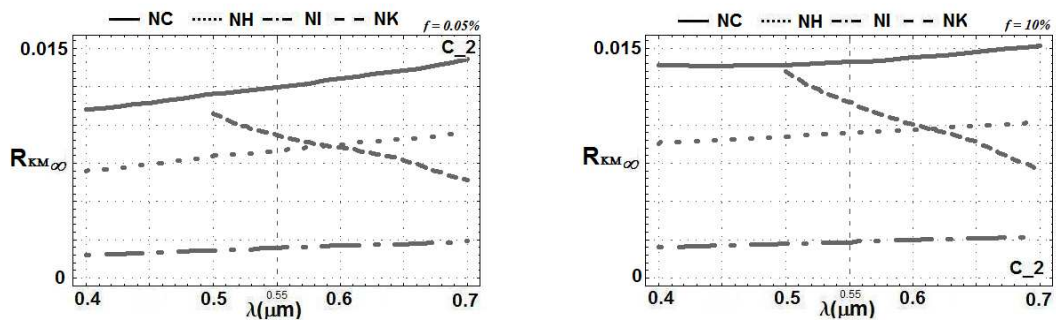 NC NH NI NK
f = 0.05%
0.015
C_2
R KM∞
0
0.4 0.5 0.55 0.6 0.7
λ(μm)
NC NH NI NK
f = 10%
0.015
R KM∞
0
C_2
0.4 0.5 0.55 0.6 0.7
λ(μm)